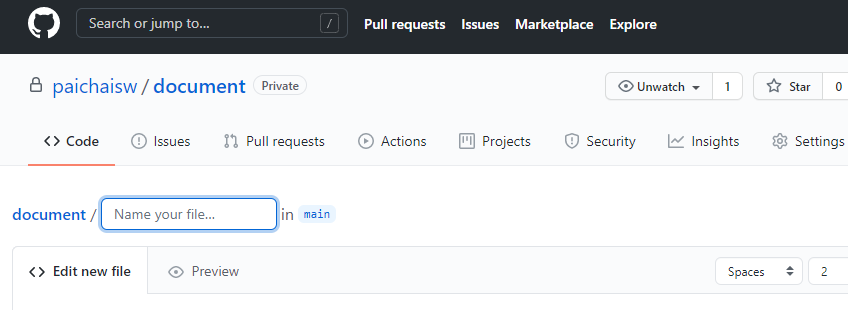 Search or jump to... / Pull requests Issues Marketplace Explore
paichaisw / document Private Unwatch 1 Star 0
Code Issues Pull requests Actions Projects Security Insights Settings
document / Name your file... in main
Edit new file Preview Spaces 2